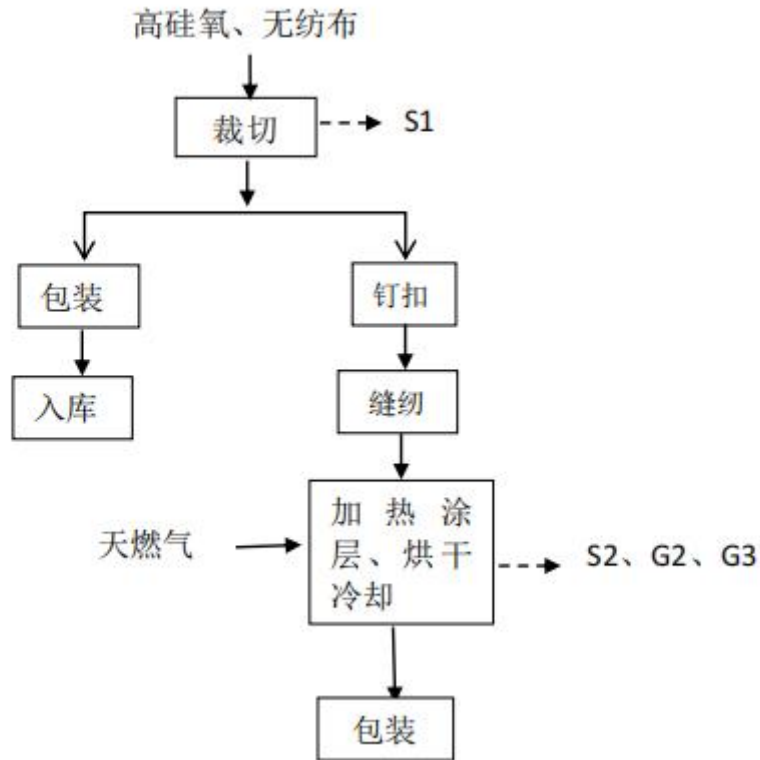 高硅氧、无纺布
裁切
S1
包装
钉扣
入库
缝纫
天燃气
加热涂
层、烘干
冷却
S2、G2、G3
包装